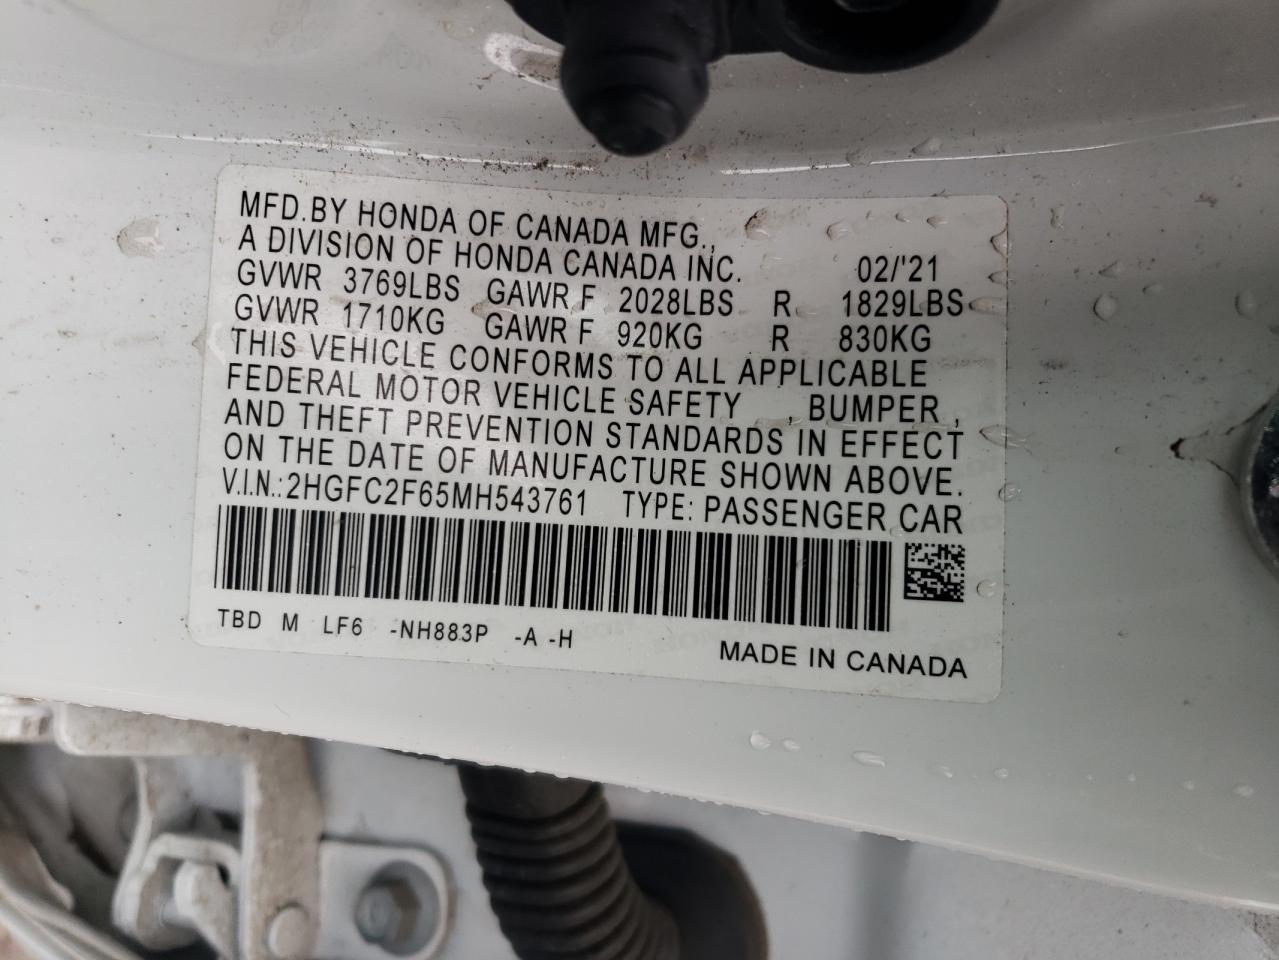 MFD.BY HONDA OF CANADA MFG.,
A DIVISION OF HONDA CANADA INC. 02/'21
GVWR 3769LBS GAWR F 2028LBS R 1829LBS
GVWR 1710KG GAWR F 920KG R 830KG
THIS VEHICLE CONFORMS TO ALL APPLICABLE
FEDERAL MOTOR VEHICLE SAFETY , BUMPER ,
AND THEFT PREVENTION STANDARDS IN EFFECT
ON THE DATE OF MANUFACTURE SHOWN ABOVE.
V.I.N.:2HGFC2F65MH543761 TYPE: PASSENGER CAR
TBD M LF6 -NH883P -A -H
MADE IN CANADA